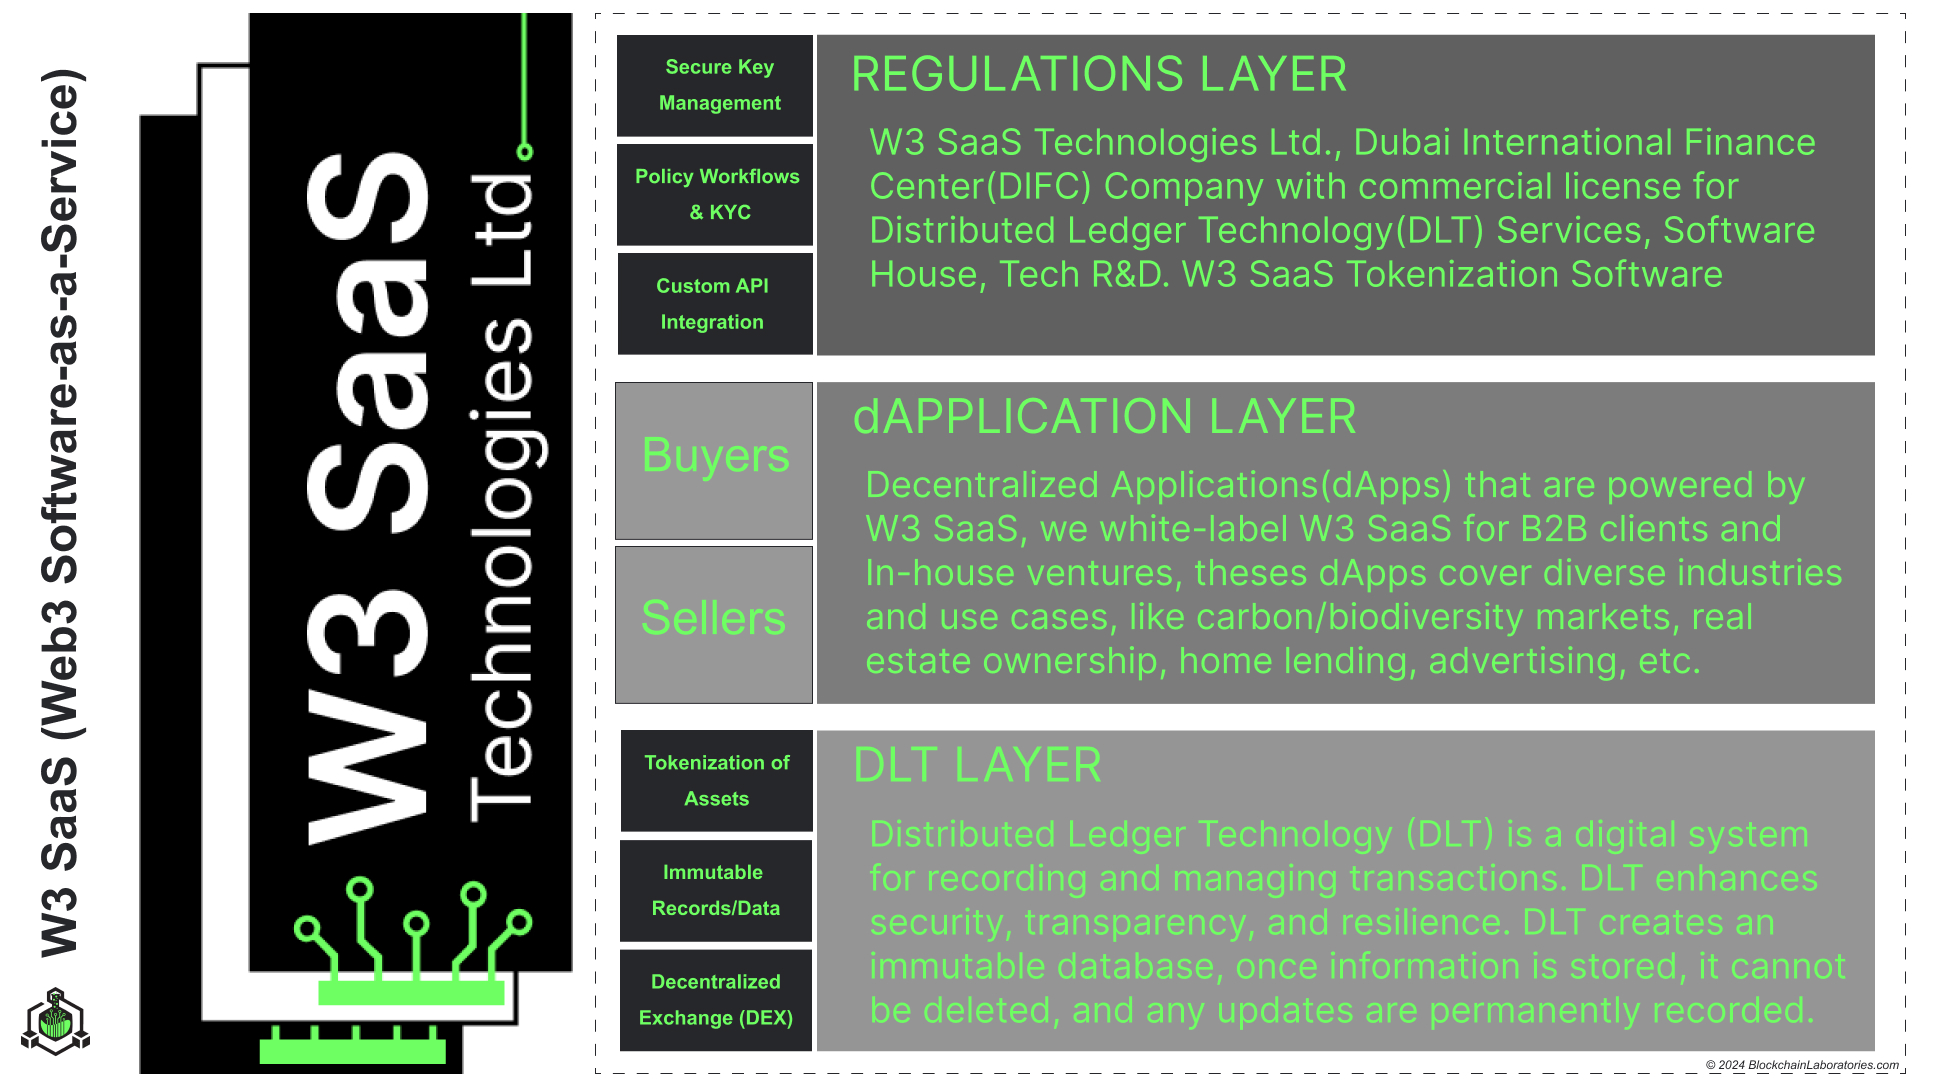 W3 SaaS (Web3 Software-as-a-Service)
W3 SaaS
Technologies Ltd.
Secure Key
Management
Policy Workflows
& KYC
Custom API
Integration
REGULATIONS LAYER
W3 SaaS Technologies Ltd., Dubai International Finance
Center(DIFC) Company with commercial license for
Distributed Ledger Technology(DLT) Services, Software
House, Tech R&D. W3 SaaS Tokenization Software
Buyers
Sellers
dAPPLICATION LAYER
Decentralized Applications(dApps) that are powered by
W3 SaaS, we white-label W3 SaaS for B2B clients and
In-house ventures, theses dApps cover diverse industries
and use cases, like carbon/biodiversity markets, real
estate ownership, home lending, advertising, etc.
Tokenization of
Assets
Immutable
Records/Data
Decentralized
Exchange (DEX)
DLT LAYER
Distributed Ledger Technology (DLT) is a digital system
for recording and managing transactions. DLT enhances
security, transparency, and resilience. DLT creates an
immutable database, once information is stored, it cannot
be deleted, and any updates are permanently recorded.
© 2024 BlockchainLaboratories.com